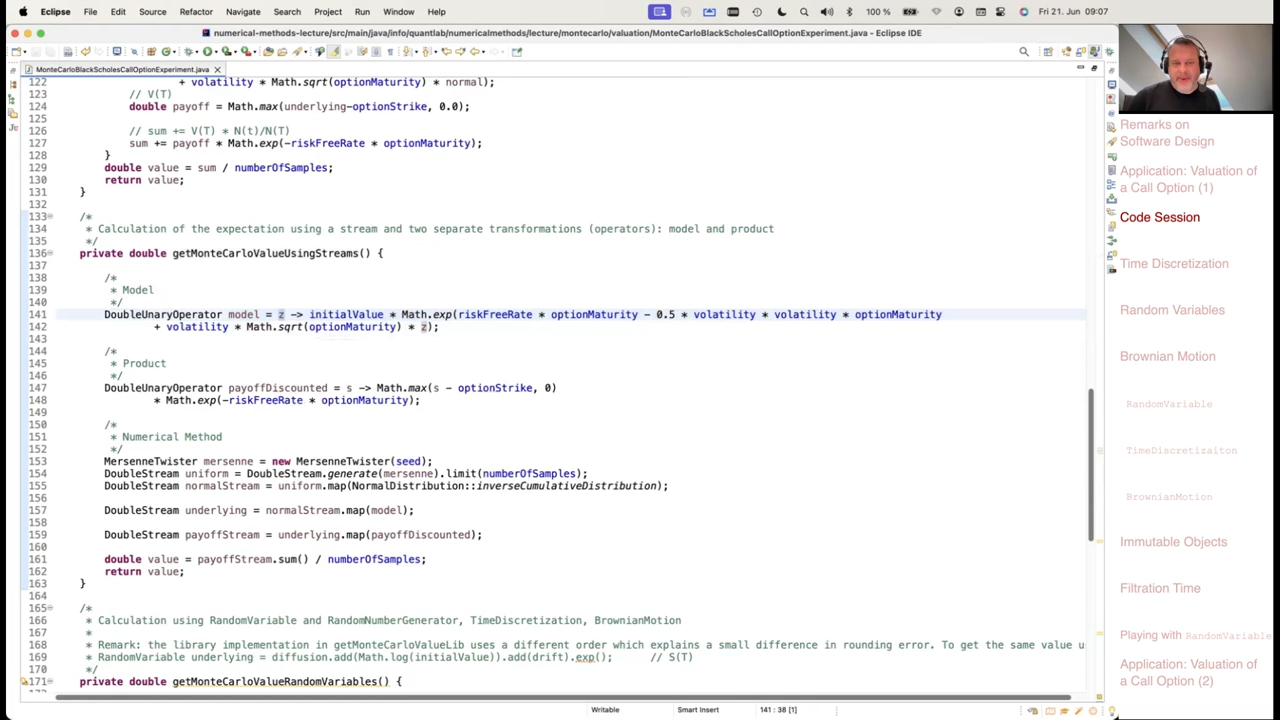 Eclipse File Edit Source Refactor Navigate Search Project Run Window Help 100 % Fri 21. Jun 09:07
numerical-methods-lecture/src/main/java/info/quantlab/numericalmethods/lecture/montecarlo/valuation/MonteCarloBlackScholesCallOptionExperiment.java - Eclipse IDE
MonteCarloBlackScholesCallOptionExperiment.java
122 + volatility * Math.sqrt(optionMaturity) * normal);
123 // V(T)
124 double payoff = Math.max(underlying-optionStrike, 0.0);
125
126 // sum += V(T) * N(t)/N(T)
127 sum += payoff * Math.exp(-riskFreeRate * optionMaturity);
128 }
129 double value = sum / numberOfSamples;
130 return value;
131 }
132
133 /*
134 * Calculation of the expectation using a stream and two separate transformations (operators): model and product
135 */
136 private double getMonteCarloValueUsingStreams() {
137
138 /*
139 * Model
140 */
141 DoubleUnaryOperator model = z -> initialValue * Math.exp(riskFreeRate * optionMaturity - 0.5 * volatility * volatility * optionMaturity
142 + volatility * Math.sqrt(optionMaturity) * z);
143
144 /*
145 * Product
146 */
147 DoubleUnaryOperator payoffDiscounted = s -> Math.max(s - optionStrike, 0)
148 * Math.exp(-riskFreeRate * optionMaturity);
149
150 /*
151 * Numerical Method
152 */
153 MersenneTwister mersenne = new MersenneTwister(seed);
154 DoubleStream uniform = DoubleStream.generate(mersenne).limit(numberOfSamples);
155 DoubleStream normalStream = uniform.map(NormalDistribution::inverseCumulativeDistribution);
156
157 DoubleStream underlying = normalStream.map(model);
158
159 DoubleStream payoffStream = underlying.map(payoffDiscounted);
160
161 double value = payoffStream.sum() / numberOfSamples;
162 return value;
163 }
164
165 /*
166 * Calculation using RandomVariable and RandomNumberGenerator, TimeDiscretization, BrownianMotion
167 *
168 * Remark: the library implementation in getMonteCarloValueLib uses a different order which explains a small difference in rounding error. To get the same value u
169 * RandomVariable underlying = diffusion.add(Math.log(initialValue)).add(drift).exp(); // S(T)
170 */
171 private double getMonteCarloValueRandomVariables() {
Writable Smart Insert 141 : 38 [1]
Remarks on
Software Design
Application: Valuation of
a Call Option (1)
Code Session
Time Discretization
Random Variables
Brownian Motion
RandomVariable
TimeDiscretizaiton
BrownianMotion
Immutable Objects
Filtration Time
Playing with RandomVariable
Application: Valuation of
a Call Option (2)